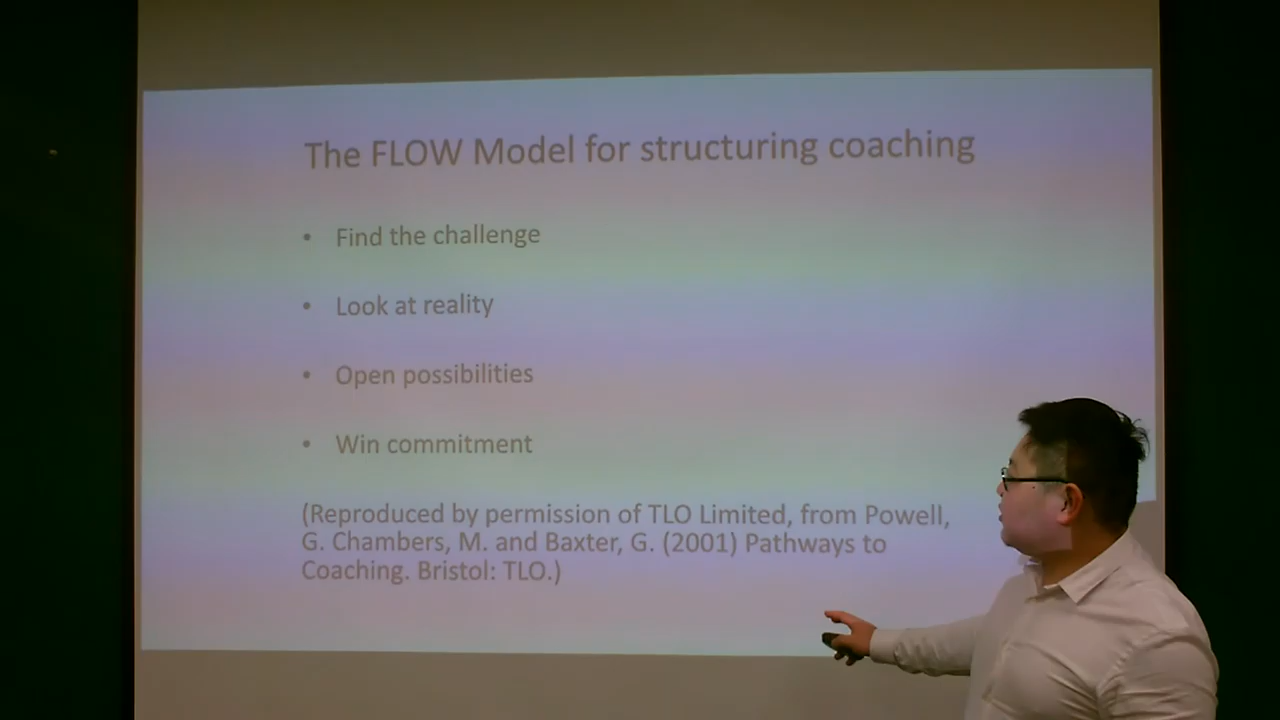 The FLOW Model for structuring coaching
• Find the challenge
• Look at reality
• Open possibilities
• Win commitment
(Reproduced by permission of TLO Limited, from Powell,
G. Chambers, M. and Baxter, G. (2001) Pathways to
Coaching. Bristol: TLO.)